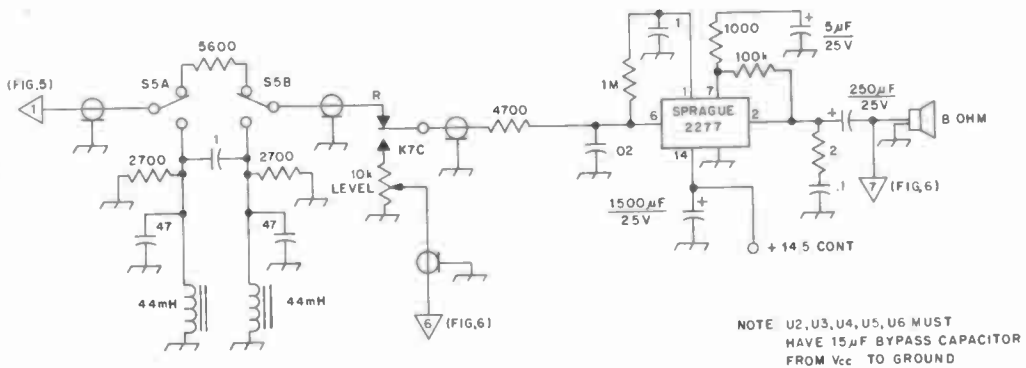 (FIG,5)
1
S5A
5600
S5B
2700
1
2700
47
47
44mH
44mH
R
K7C
10k
LEVEL
6
(FIG,6)
4700
02
1M
1
1000
5µF
25V
+
100k
1
7
6
SPRAGUE
2277
2
14
+
250µF
25V
8 OHM
2
.1
7
(FIG,6)
1500µF
25V
+
+ 14.5 CONT
NOTE U2,U3,U4,U5,U6 MUST
HAVE 15µF BYPASS CAPACITOR
FROM Vcc TO GROUND